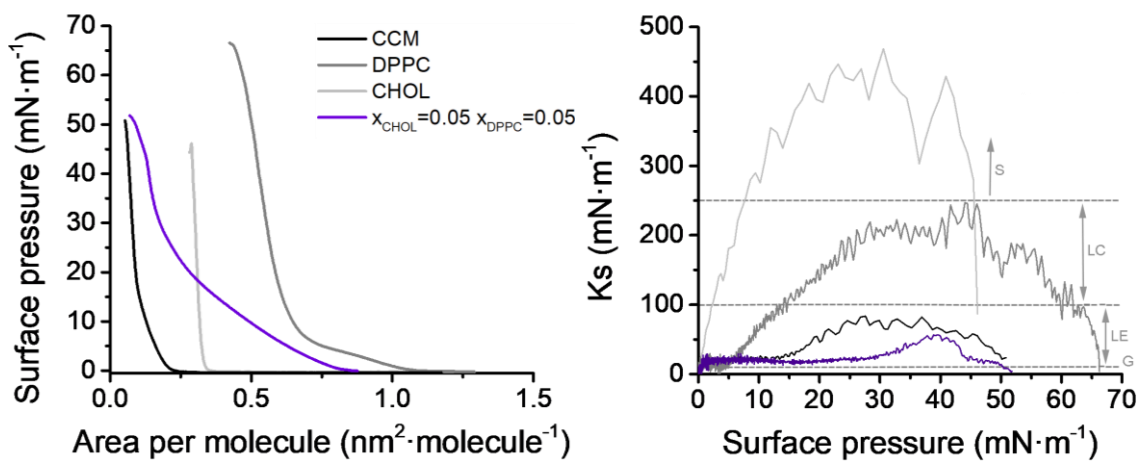 70
60
50
40
30
20
10
0
Surface pressure (mN·m⁻¹)
0.0 0.5 1.0 1.5
Area per molecule (nm²·molecule⁻¹)
CCM
DPPC
CHOL
x_CHOL=0.05 x_DPPC=0.05
500
400
300
200
100
0
Ks (mN·m⁻¹)
0 10 20 30 40 50 60 70
Surface pressure (mN·m⁻¹)
S
LC
LE
G